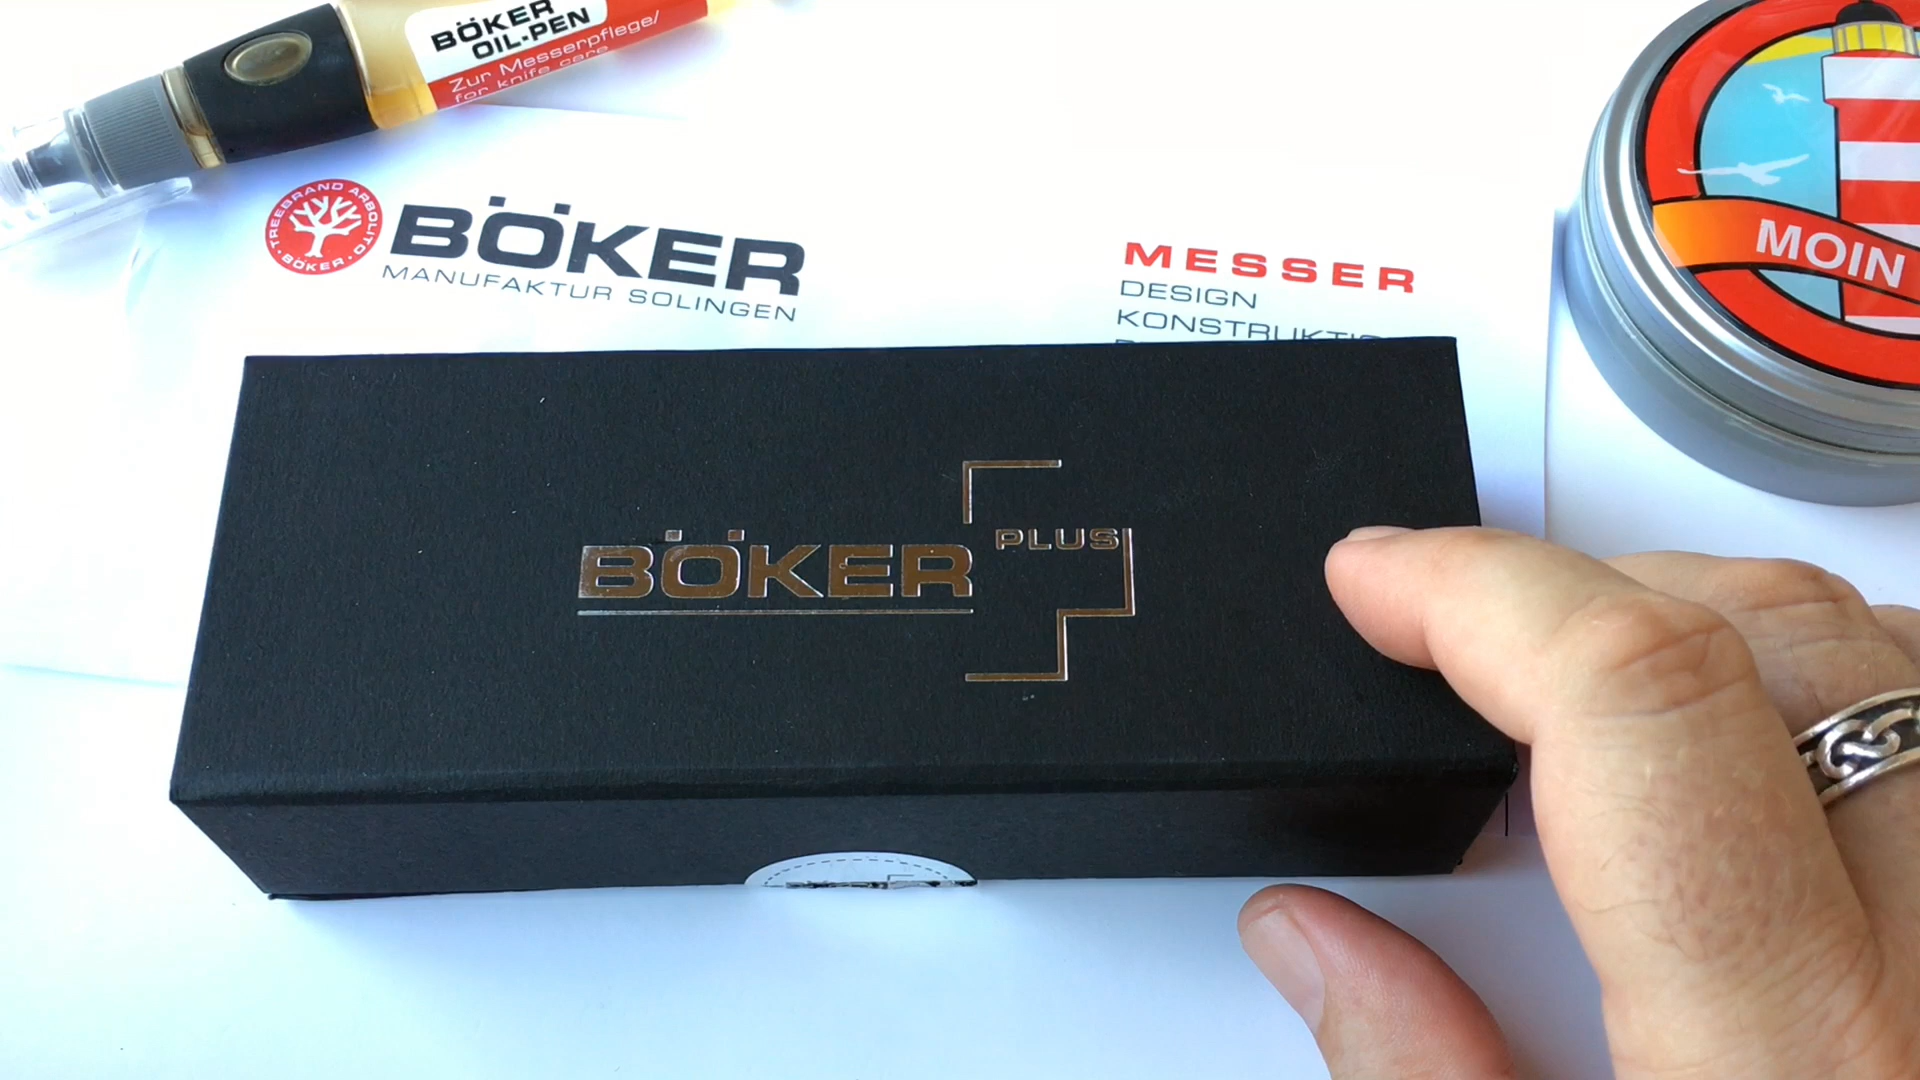 BÖKER
OIL-PEN
Zur Messerpflege/
for knife care
TREEBRAND ARBOLITO
BÖKER
BÖKER
MANUFAKTUR SOLINGEN
MESSER
DESIGN
MOIN
BÖKER
PLUS